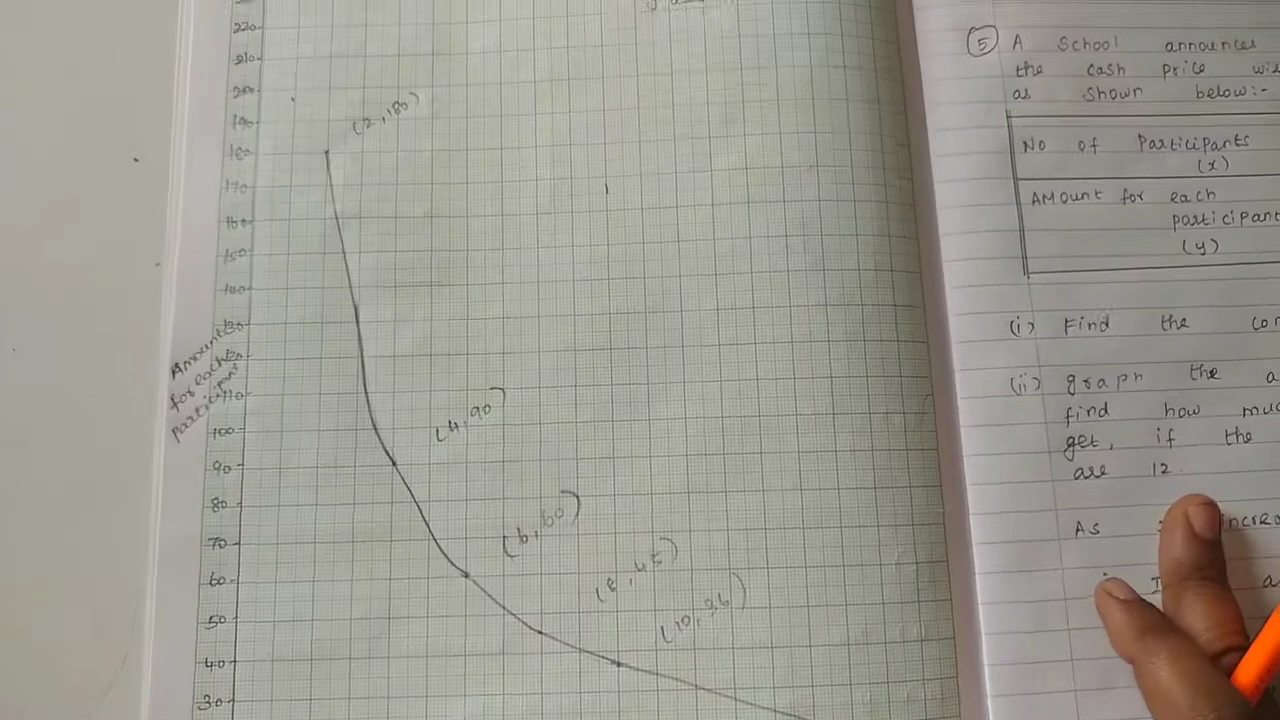 220
210
200
190
180
170
160
150
140
130
120
110
100
90
80
70
60
50
40
30
Amount
for each
participant
(2,180)
(4,90)
(6,60)
(8,45)
(10,36)
5 A School announces
the cash price
as shown below:-
No of Participants
(x)
Amount for each
participant
(y)
(i) Find the
(ii) graph the
find how
get, if the
are 12.
As